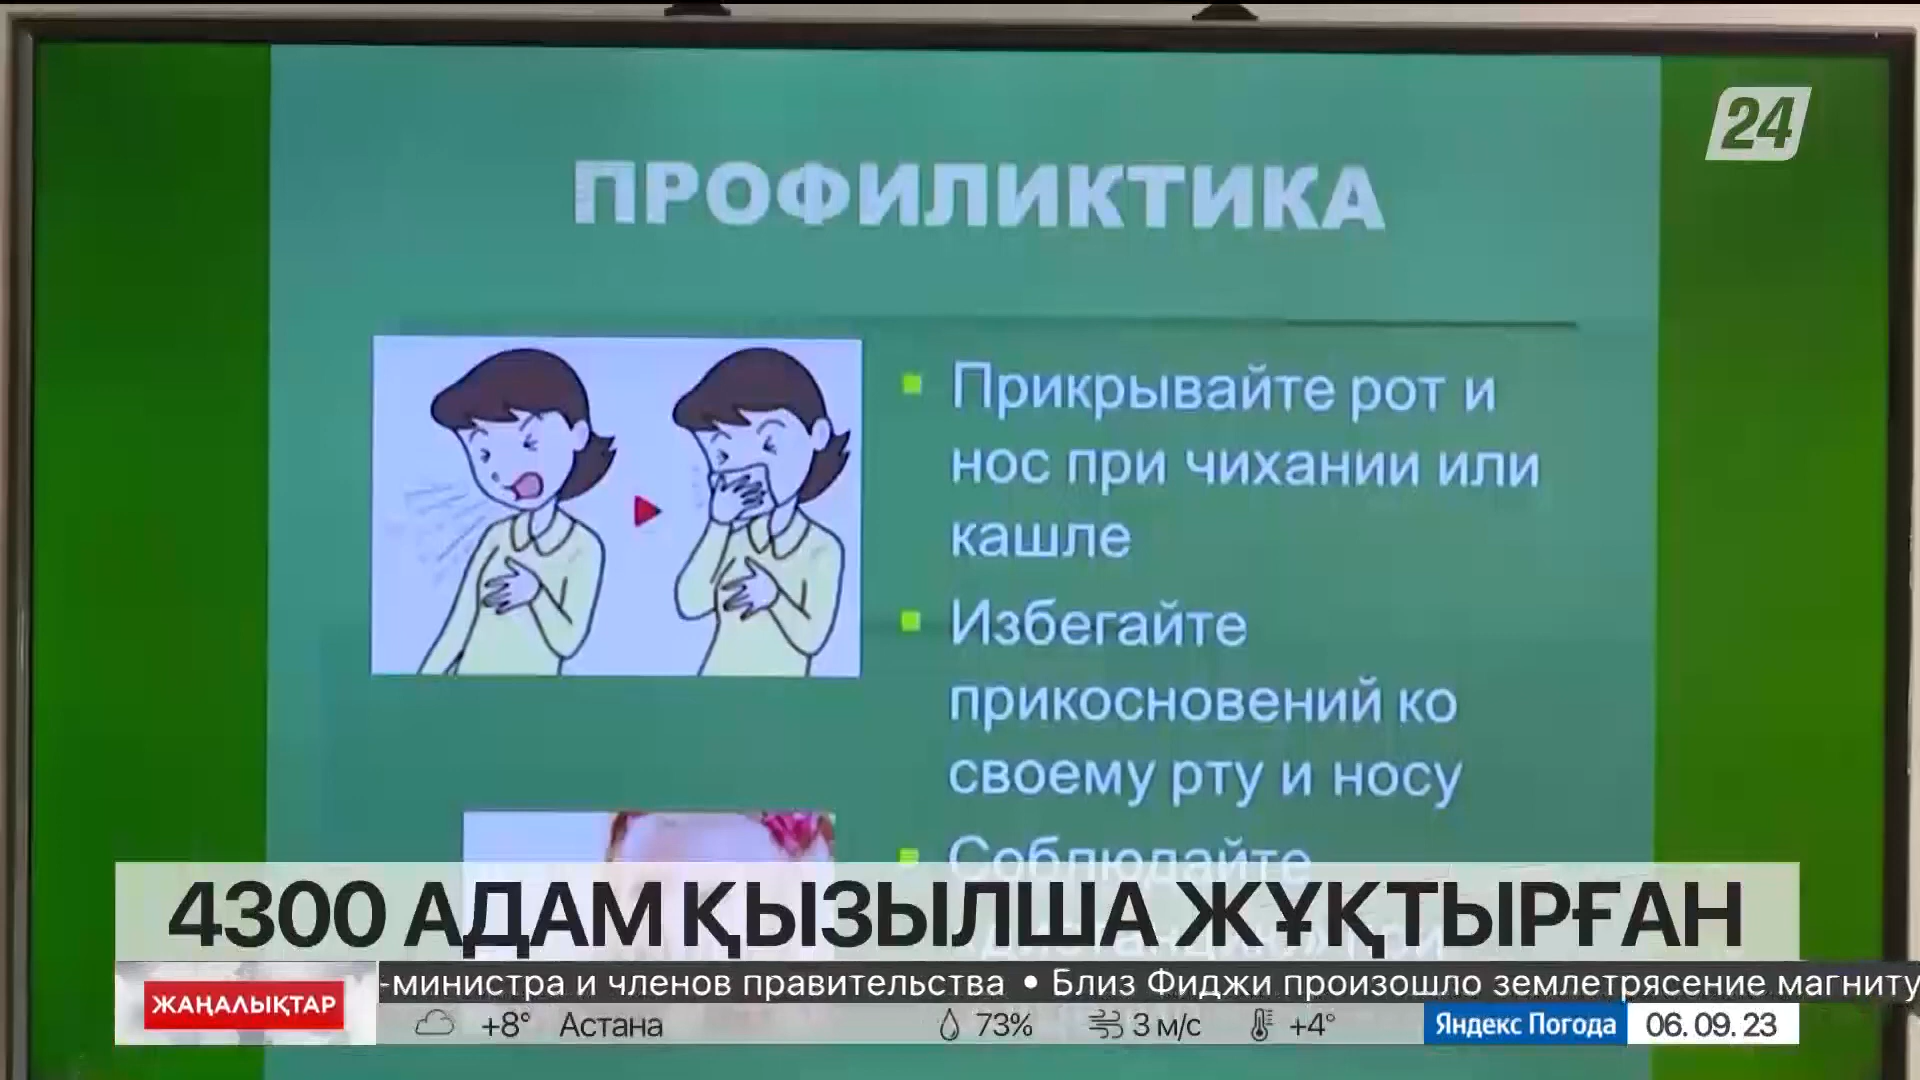 24
ПРОФИЛИКТИКА
Прикрывайте рот и
нос при чихании или
кашле
Избегайте
прикосновений ко
своему рту и носу
Соблюдайте
4300 АДАМ ҚЫЗЫЛША ЖҰҚТЫРҒАН
ЖАҢАЛЫҚТАР
-министра и членов правительства • Близ Фиджи произошло землетрясение магниту
+8° Астана 73% 3 м/с +4° Яндекс Погода 06.09.23